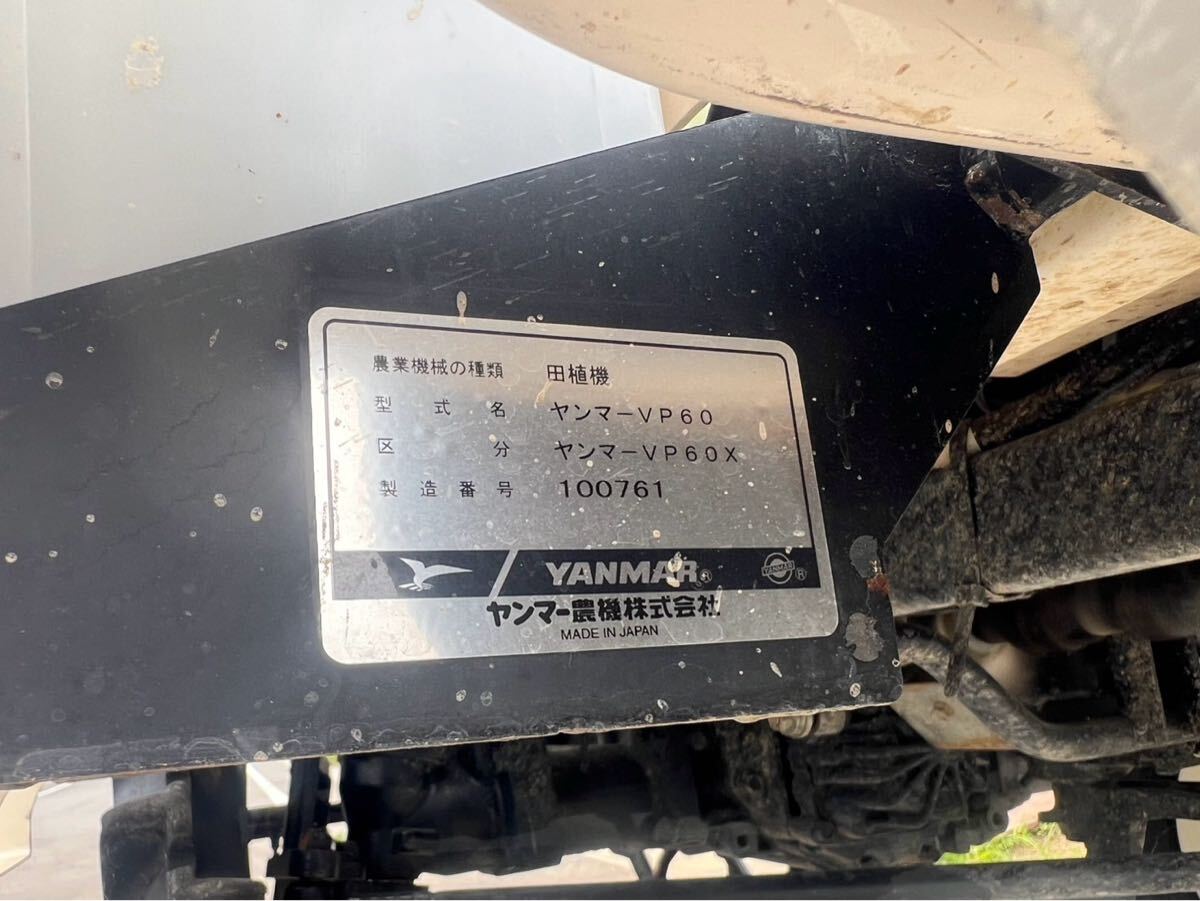 農業機械の種類 田植機
型式名 ヤンマーVP60
区分 ヤンマーVP60X
製造番号 100761
YANMAR® YANMAR®
ヤンマー農機株式会社
MADE IN JAPAN